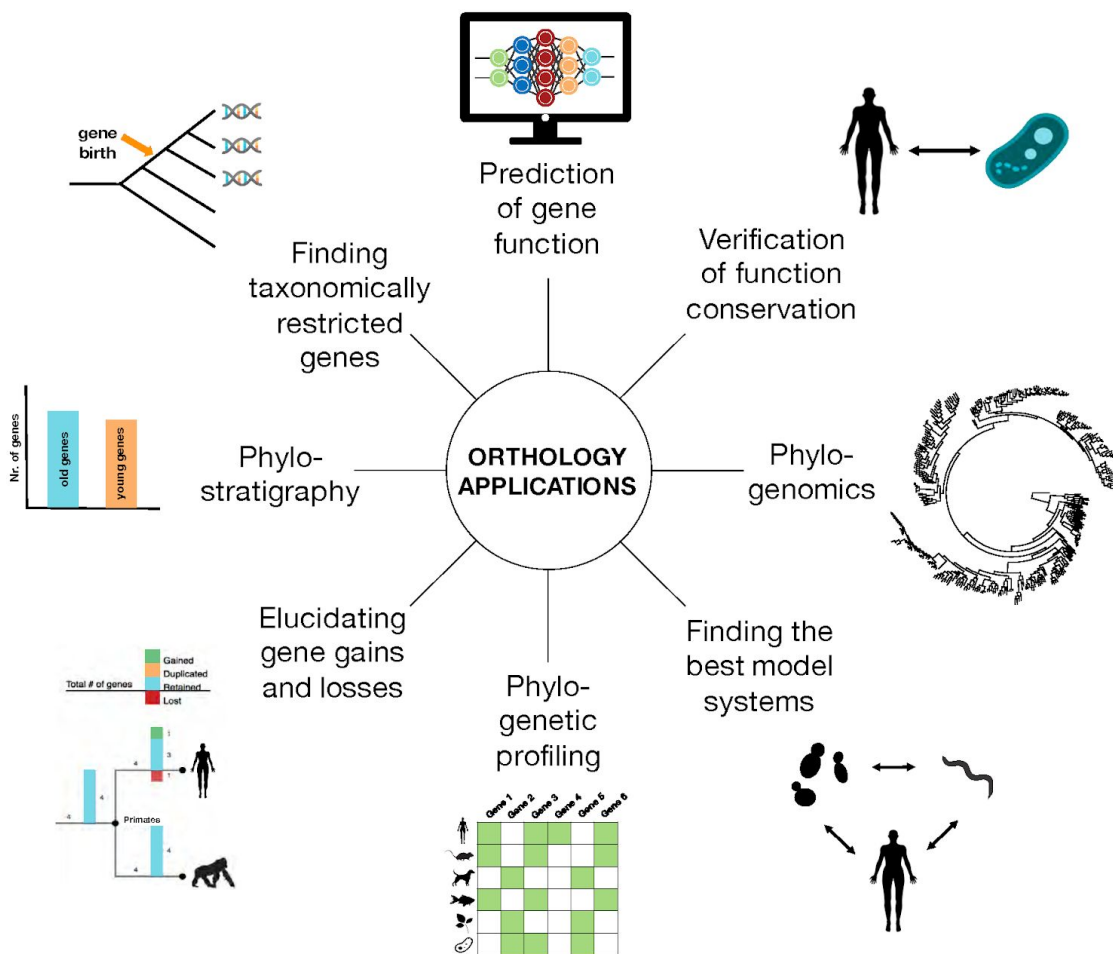 gene
birth
Prediction
of gene
function
Verification
of function
conservation
Finding
taxonomically
restricted
genes
Nr. of genes
old genes
young genes
Phylo-
stratigraphy
ORTHOLOGY
APPLICATIONS
Phylo-
genomics
Elucidating
gene gains
and losses
Finding the
best model
systems
Phylo-
genetic
profiling
Gained
Duplicated
Total # of genes
Retained
Lost
1
3
4
1
4
4
Primates
4
4
Gene 1
Gene 2
Gene 3
Gene 4
Gene 5
Gene 6